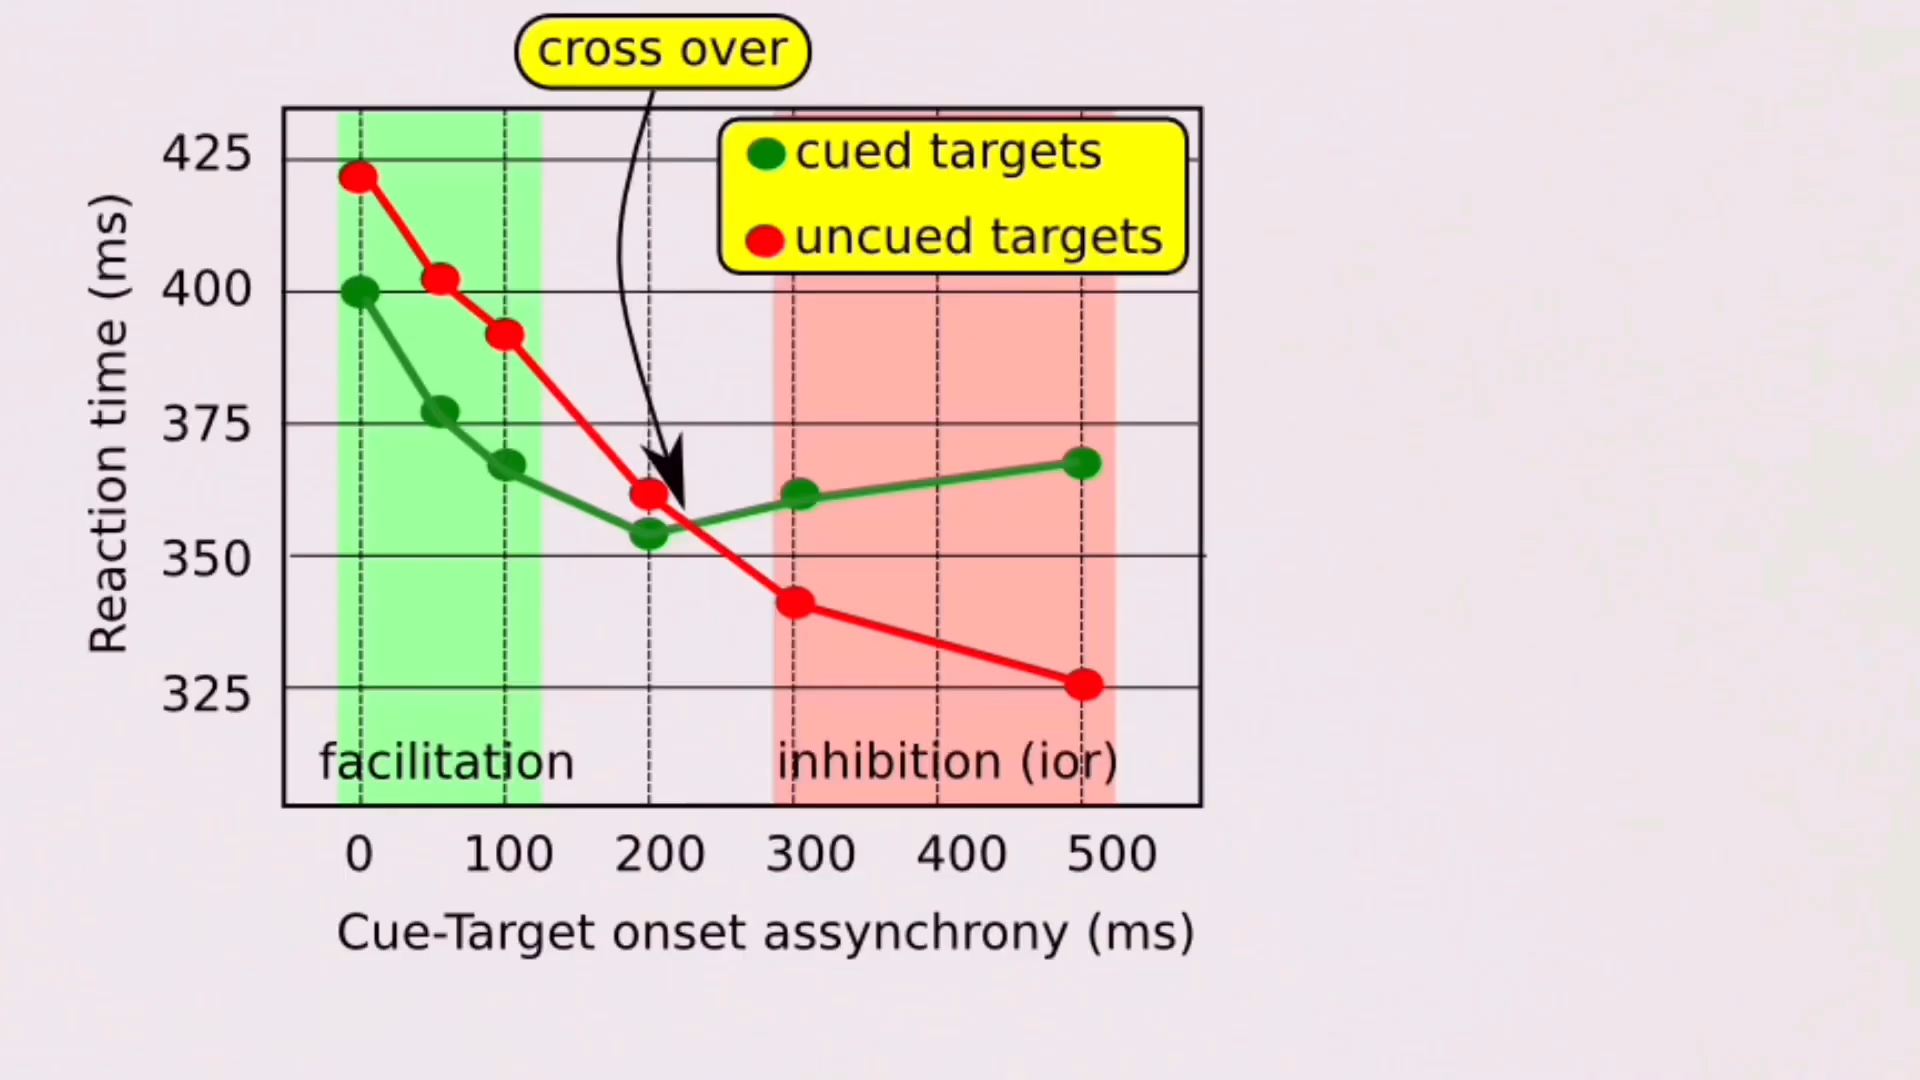 cross over
cued targets
uncued targets
425
400
375
350
325
Reaction time (ms)
facilitation
inhibition (ior)
0 100 200 300 400 500
Cue-Target onset assynchrony (ms)